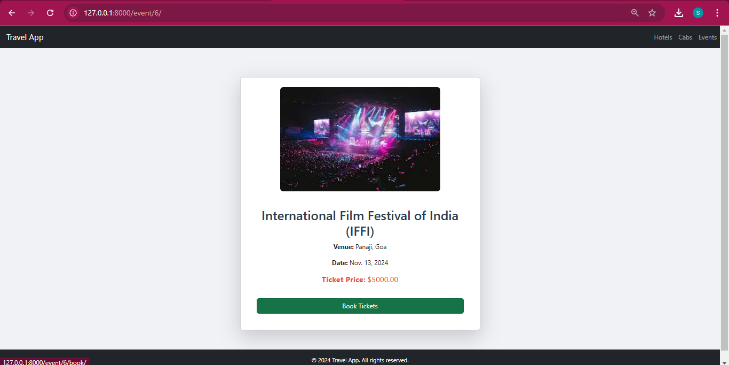 127.0.0.1:8000/event/6/
S
Travel App
Hotels Cabs Events
International Film Festival of India
(IFFI)
Venue: Panaji, Goa
Date: Nov. 13, 2024
Ticket Price: $5000.00
Book Tickets
© 2024 Travel App. All rights reserved.
127.0.0.1:8000/event/6/book/